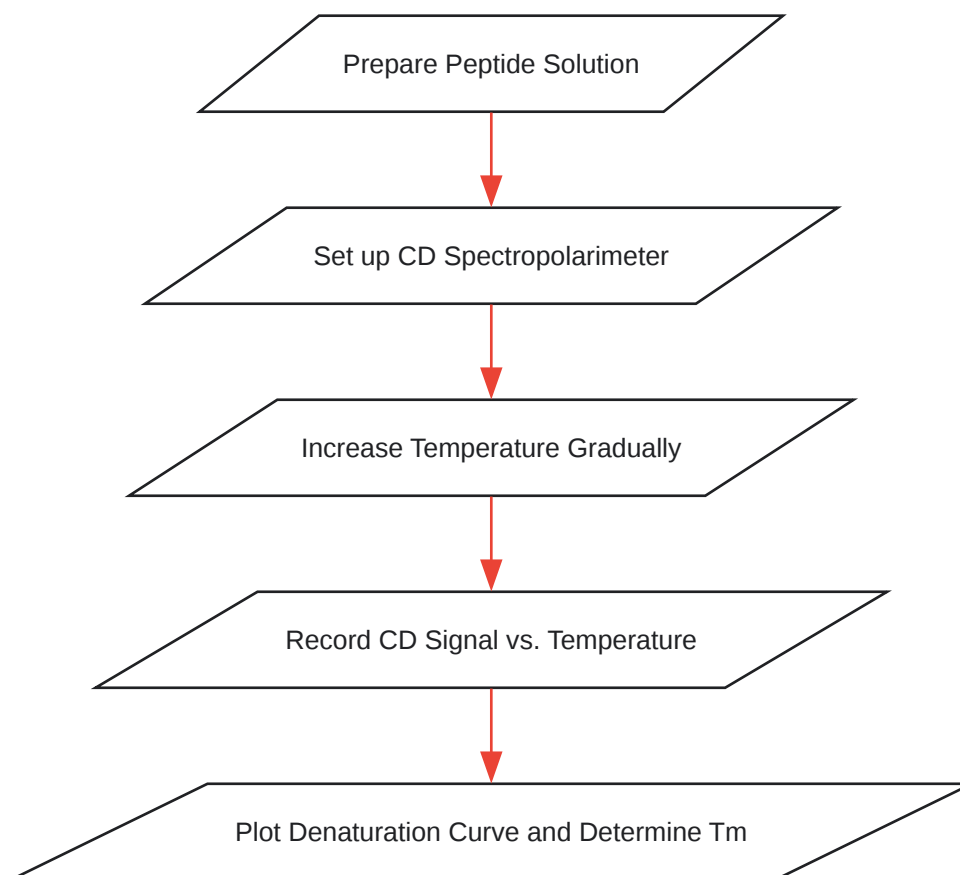 Prepare Peptide Solution
Set up CD Spectropolarimeter
Increase Temperature Gradually
Record CD Signal vs. Temperature
Plot Denaturation Curve and Determine Tm